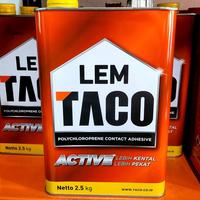 LEM
TACO
POLYCHLOROPRENE CONTACT ADHESIVE
ACTIVE
LEBIH KENTAL
LEBIH PEKAT
Netto 2.5 kg
www.taco.co.id